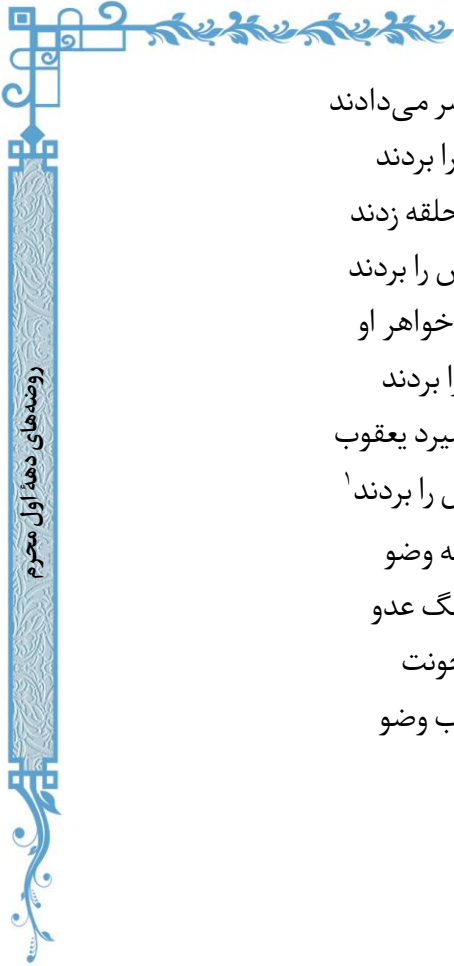 سر می‌دادند
را بردند
حلقه زدند
ش را بردند
خواهر او
را بردند
میرد یعقوب
ش را بردند۱
ه وضو
گ عدو
خونت
ب وضو
روضه‌های دههٔ اول محرم